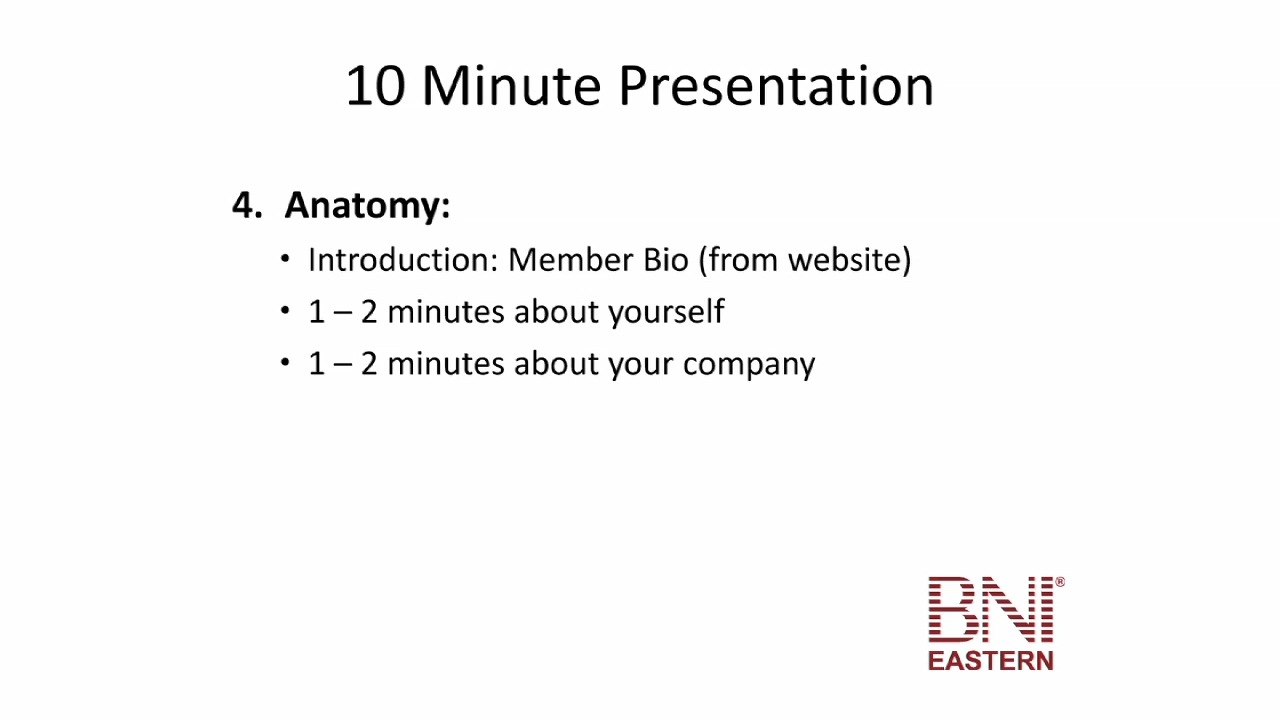 10 Minute Presentation
4. Anatomy:
• Introduction: Member Bio (from website)
• 1 – 2 minutes about yourself
• 1 – 2 minutes about your company
BNI®
EASTERN